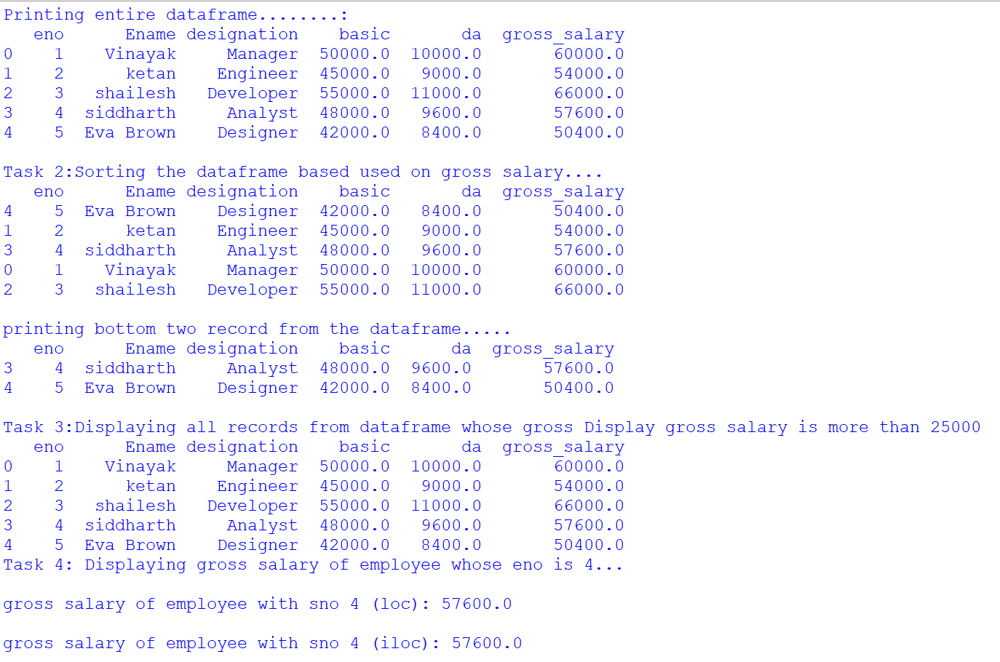 Printing entire dataframe........:
   eno      Ename designation    basic       da  gross_salary
0    1    Vinayak     Manager  50000.0  10000.0       60000.0
1    2      ketan    Engineer  45000.0   9000.0       54000.0
2    3   shailesh   Developer  55000.0  11000.0       66000.0
3    4  siddharth     Analyst  48000.0   9600.0       57600.0
4    5  Eva Brown    Designer  42000.0   8400.0       50400.0

Task 2:Sorting the dataframe based used on gross salary....
   eno      Ename designation    basic       da  gross_salary
4    5  Eva Brown    Designer  42000.0   8400.0       50400.0
1    2      ketan    Engineer  45000.0   9000.0       54000.0
3    4  siddharth     Analyst  48000.0   9600.0       57600.0
0    1    Vinayak     Manager  50000.0  10000.0       60000.0
2    3   shailesh   Developer  55000.0  11000.0       66000.0

printing bottom two record from the dataframe.....
   eno      Ename designation    basic      da  gross_salary
3    4  siddharth     Analyst  48000.0  9600.0       57600.0
4    5  Eva Brown    Designer  42000.0  8400.0       50400.0

Task 3:Displaying all records from dataframe whose gross Display gross salary is more than 25000
   eno      Ename designation    basic       da  gross_salary
0    1    Vinayak     Manager  50000.0  10000.0       60000.0
1    2      ketan    Engineer  45000.0   9000.0       54000.0
2    3   shailesh   Developer  55000.0  11000.0       66000.0
3    4  siddharth     Analyst  48000.0   9600.0       57600.0
4    5  Eva Brown    Designer  42000.0   8400.0       50400.0
Task 4: Displaying gross salary of employee whose eno is 4...

gross salary of employee with sno 4 (loc): 57600.0

gross salary of employee with sno 4 (iloc): 57600.0